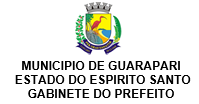 MUNICIPIO DE GUARAPARI
ESTADO DO ESPIRITO SANTO
GABINETE DO PREFEITO